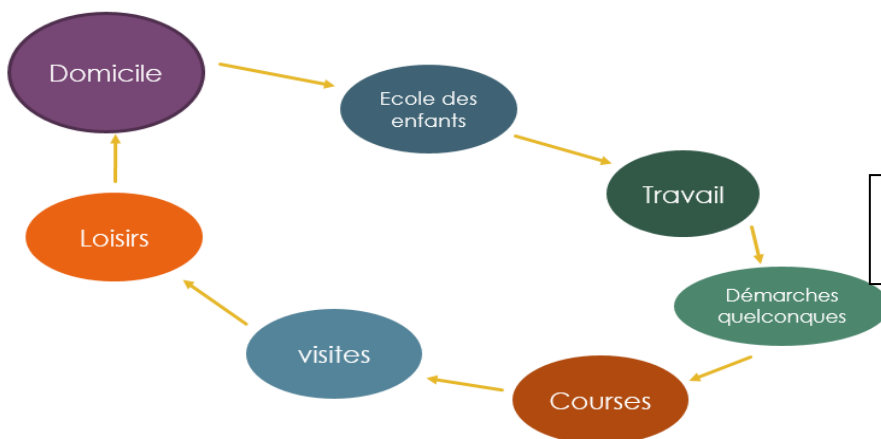 Domicile
Ecole des
enfants
Travail
Démarches
quelconques
Courses
visites
Loisirs